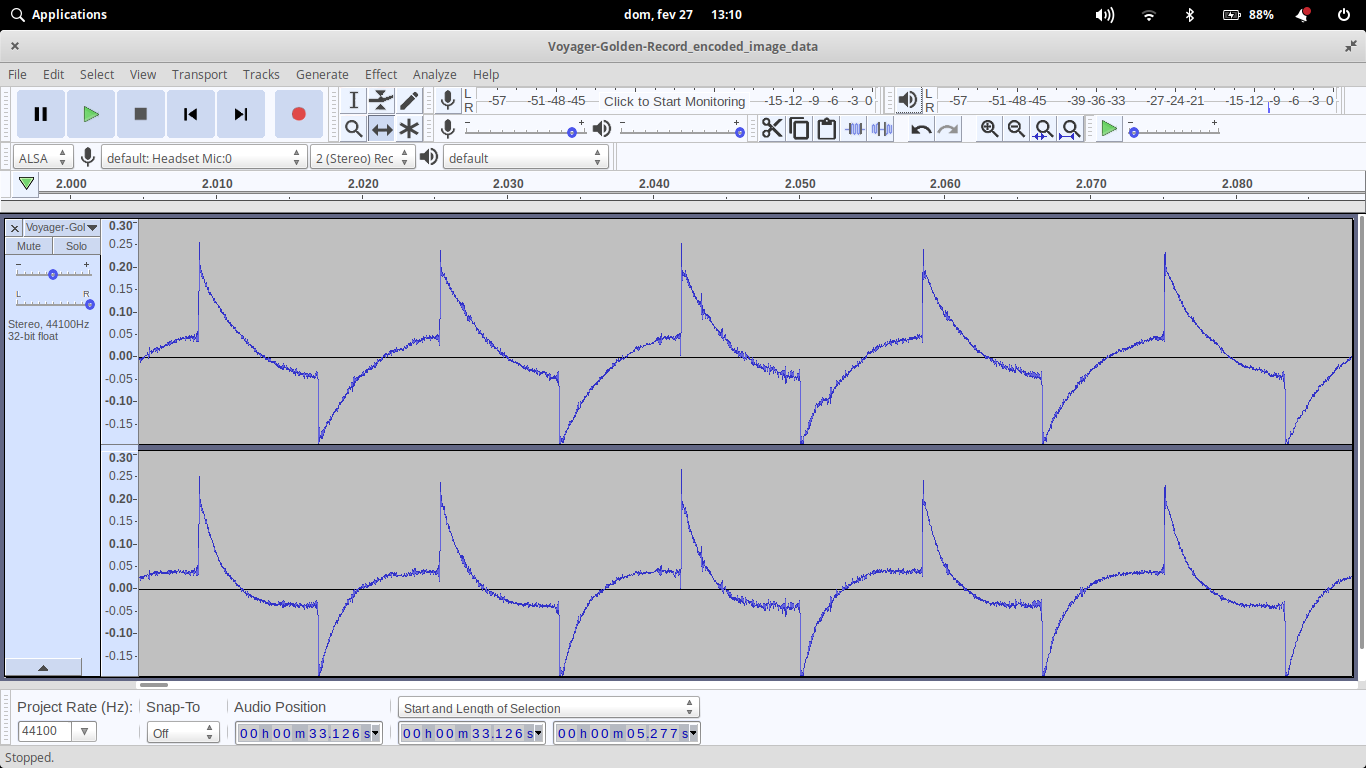 Applications dom, fev 27 13:10 88%
Voyager-Golden-Record_encoded_image_data
File Edit Select View Transport Tracks Generate Effect Analyze Help
L R -57 -51-48-45 Click to Start Monitoring -15-12 -9 -6 -3 0 L R -57 -51-48-45 -39-36-33 -27-24-21 -15-12 -9 -6 -3 0
- + - + - +
ALSA default: Headset Mic:0 2 (Stereo) Rec default
2.000 2.010 2.020 2.030 2.040 2.050 2.060 2.070 2.080
Voyager-Gol
Mute Solo
- +
L R
Stereo, 44100Hz
32-bit float
0.30
0.25
0.20
0.15
0.10
0.05
0.00
-0.05
-0.10
-0.15
0.30
0.25
0.20
0.15
0.10
0.05
0.00
-0.05
-0.10
-0.15
Project Rate (Hz): Snap-To Audio Position Start and Length of Selection
44100 Off 00 h 00 m 33.126 s 00 h 00 m 33.126 s 00 h 00 m 05.277 s
Stopped.